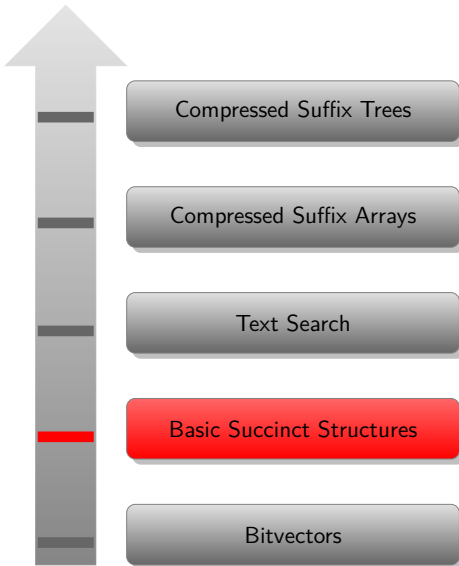 Compressed Suffix Trees
Compressed Suffix Arrays
Text Search
Basic Succinct Structures
Bitvectors